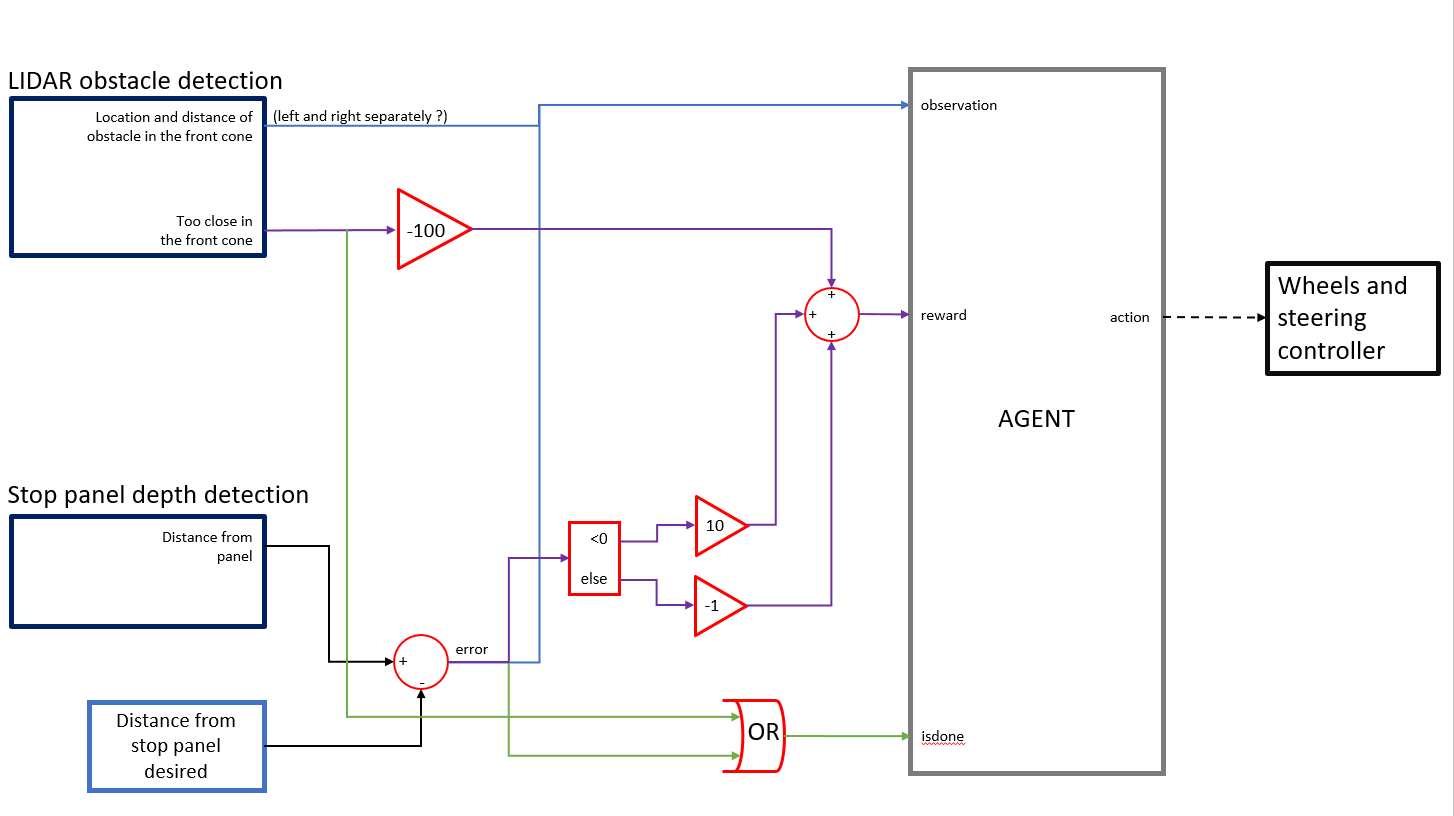 LIDAR obstacle detection
Location and distance of
obstacle in the front cone
(left and right separately ?)
Too close in
the front cone
-100
observation
+
+
+
reward
action
Wheels and
steering
controller
AGENT
Stop panel depth detection
Distance from
panel
<0
else
10
-1
error
+
-
Distance from
stop panel
desired
OR
isdone